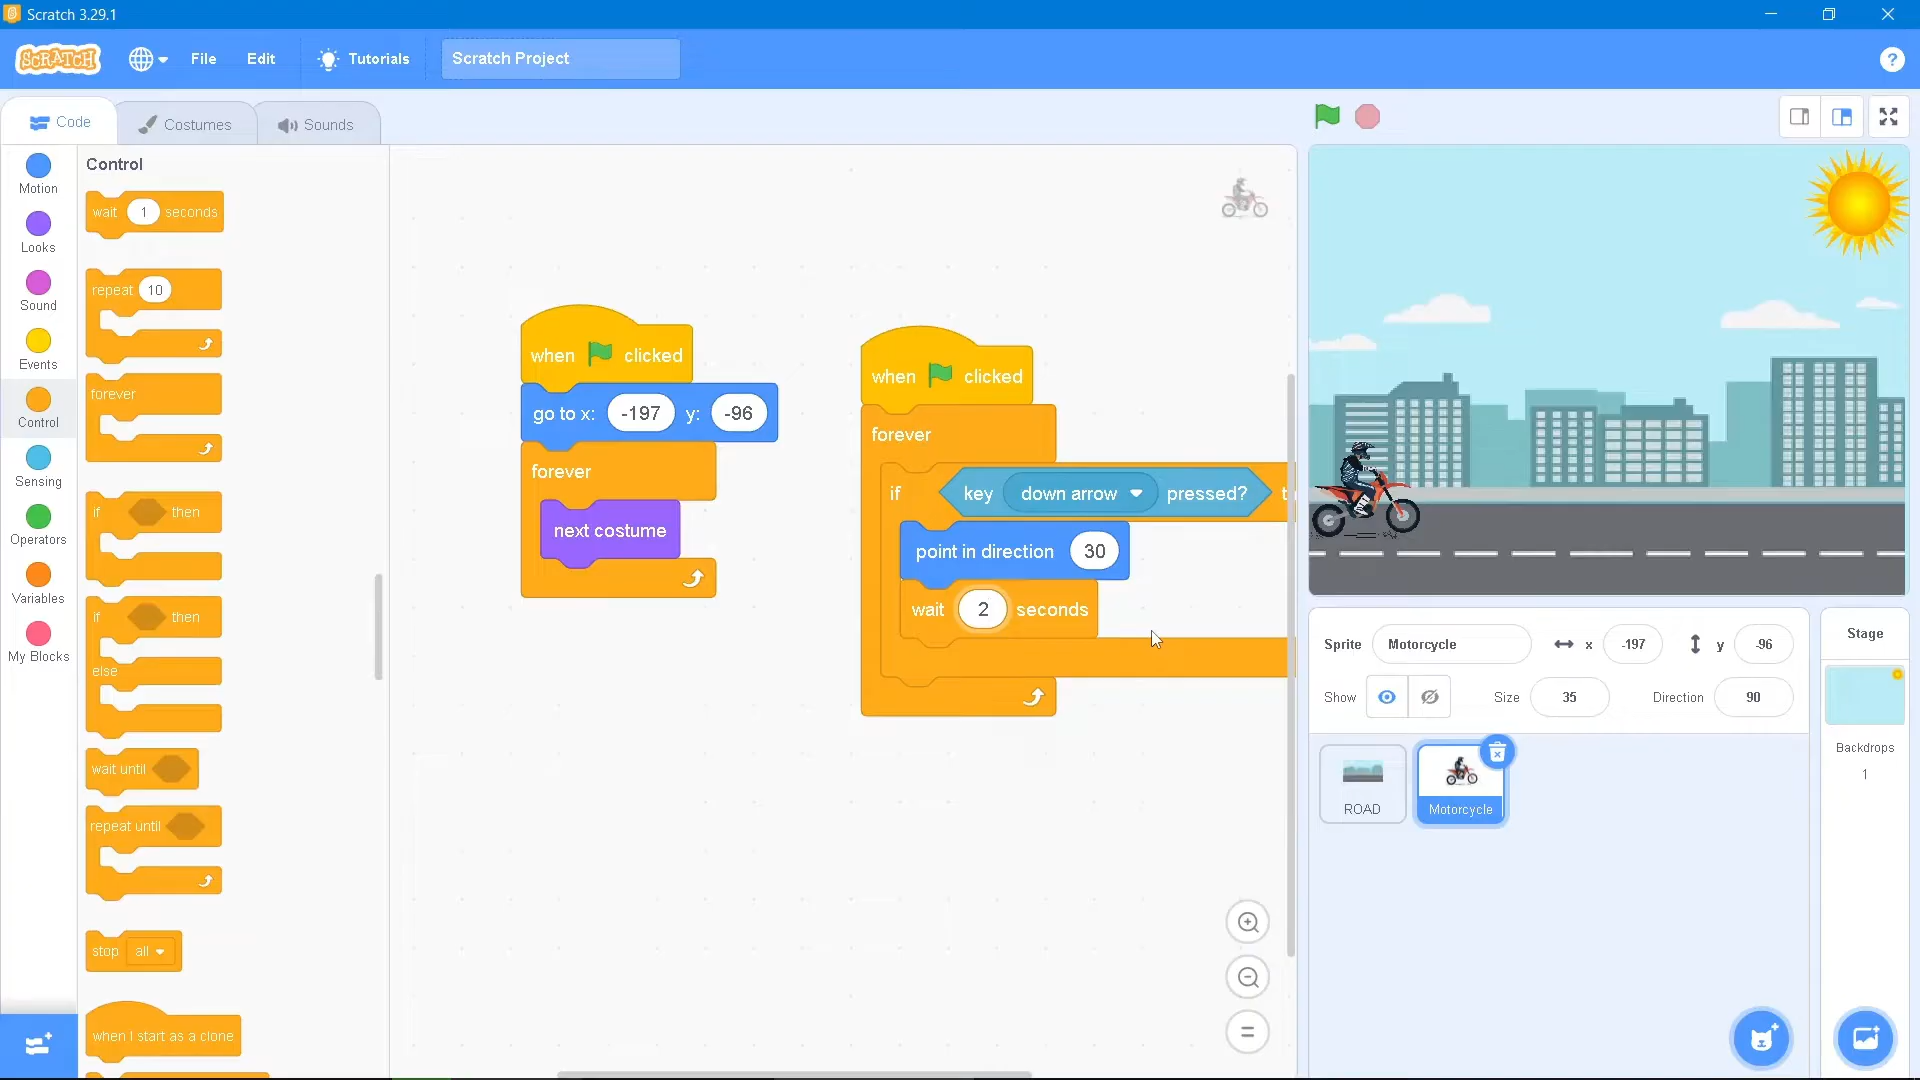 Scratch 3.29.1
SCRATCH
File
Edit
Tutorials
Scratch Project
?
Code
Costumes
Sounds
Motion
Looks
Sound
Events
Control
Sensing
Operators
Variables
My Blocks
Control
wait 1 seconds
repeat 10
forever
if then
if then
else
wait until
repeat until
stop all
when I start as a clone
when clicked
go to x: -197 y: -96
forever
next costume
when clicked
forever
if key down arrow pressed? t
point in direction 30
wait 2 seconds
Sprite Motorcycle x -197 y -96
Show Size 35 Direction 90
ROAD
Motorcycle
Stage
Backdrops
1